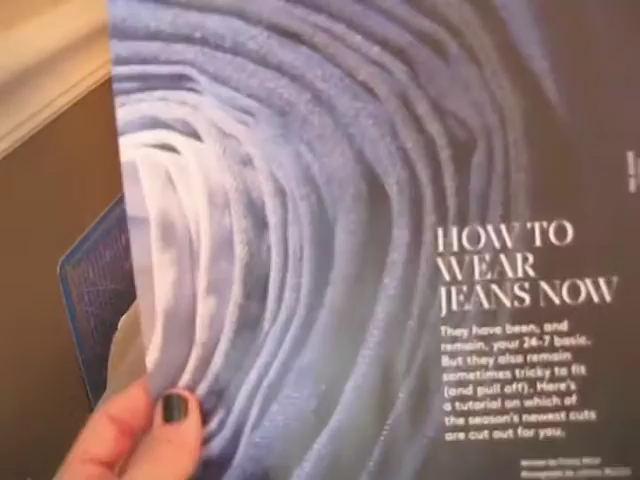 HOW TO
WEAR
JEANS NOW
They have been, and
remain, your 24-7 basic.
But they also remain
sometimes tricky to fit
(and pull off). Here's
a tutorial on which of
the season's newest cuts
are cut out for you.